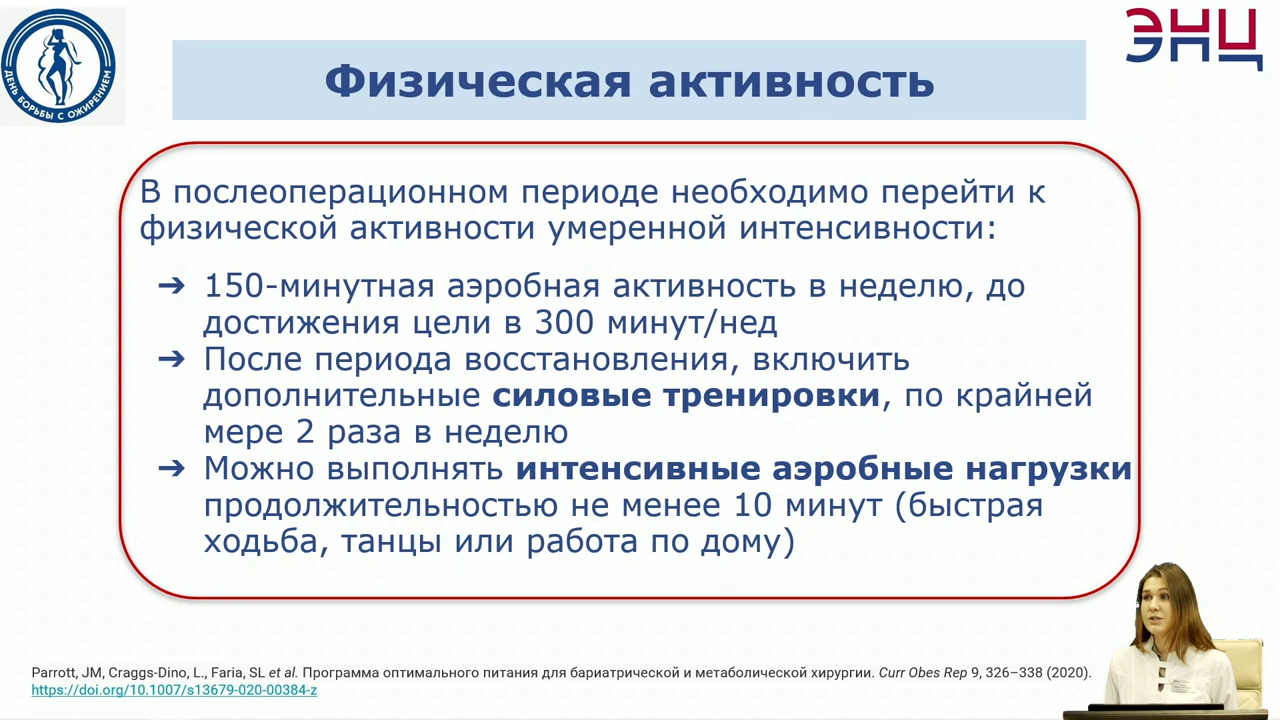 ДЕНЬ БОРЬБЫ С ОЖИРЕНИЕМ
ЭНЦ
Физическая активность
В послеоперационном периоде необходимо перейти к
физической активности умеренной интенсивности:
➔ 150-минутная аэробная активность в неделю, до
достижения цели в 300 минут/нед
➔ После периода восстановления, включить
дополнительные силовые тренировки, по крайней
мере 2 раза в неделю
➔ Можно выполнять интенсивные аэробные нагрузки
продолжительностью не менее 10 минут (быстрая
ходьба, танцы или работа по дому)
Parrott, JM, Craggs-Dino, L., Faria, SL et al. Программа оптимального питания для бариатрической и метаболической хирургии. Curr Obes Rep 9, 326–338 (2020).
https://doi.org/10.1007/s13679-020-00384-z